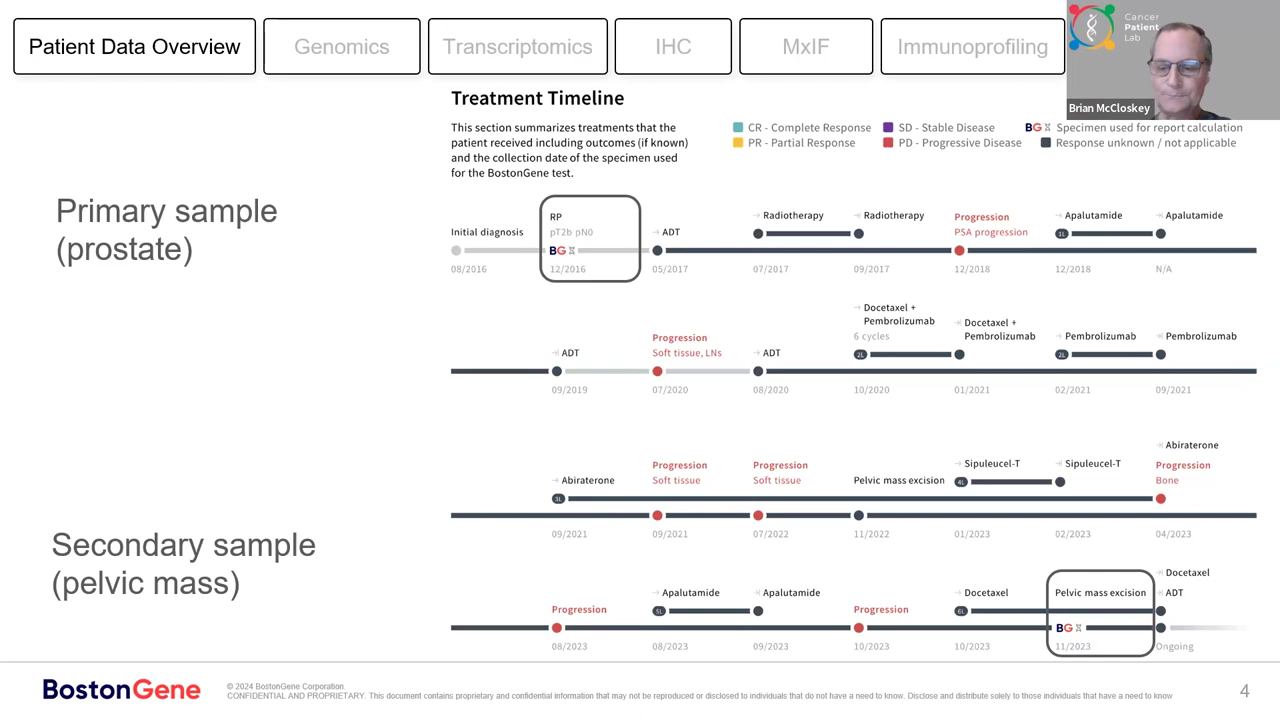 Patient Data Overview
Genomics
Transcriptomics
IHC
MxIF
Immunoprofiling
Cancer
Patient
Lab
Brian McCloskey
Treatment Timeline
This section summarizes treatments that the
patient received including outcomes (if known)
and the collection date of the specimen used
for the BostonGene test.
CR - Complete Response
SD - Stable Disease
BG Specimen used for report calculation
PR - Partial Response
PD - Progressive Disease
Response unknown / not applicable
Primary sample
(prostate)
Initial diagnosis
08/2016
RP
pT2b pN0
BG
12/2016
ADT
05/2017
Radiotherapy
07/2017
Radiotherapy
09/2017
Progression
PSA progression
12/2018
Apalutamide
1L
12/2018
Apalutamide
N/A
ADT
09/2019
Progression
Soft tissue, LNs
07/2020
ADT
08/2020
Docetaxel +
Pembrolizumab
6 cycles
2L
10/2020
Docetaxel +
Pembrolizumab
01/2021
Pembrolizumab
2L
02/2021
Pembrolizumab
09/2021
Abiraterone
3L
09/2021
Progression
Soft tissue
09/2021
Progression
Soft tissue
07/2022
Pelvic mass excision
11/2022
Sipuleucel-T
4L
01/2023
Sipuleucel-T
02/2023
Abiraterone
Progression
Bone
04/2023
Secondary sample
(pelvic mass)
Progression
08/2023
Apalutamide
5L
08/2023
Apalutamide
09/2023
Progression
10/2023
Docetaxel
6L
10/2023
Pelvic mass excision
BG
11/2023
Docetaxel
ADT
Ongoing
BostonGene
© 2024 BostonGene Corporation.
CONFIDENTIAL AND PROPRIETARY. This document contains proprietary and confidential information that may not be reproduced or disclosed to individuals that do not have a need to know. Disclose and distribute solely to those individuals that have a need to know
4